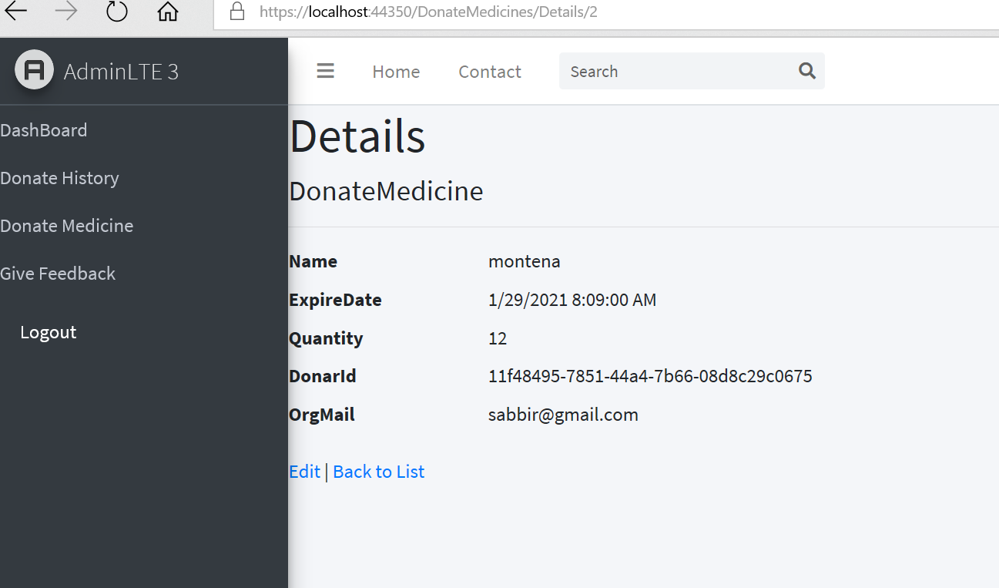 https://localhost:44350/DonateMedicines/Details/2
AdminLTE 3
Home Contact Search
DashBoard
Donate History
Donate Medicine
Give Feedback
Logout
Details
DonateMedicine
Name montena
ExpireDate 1/29/2021 8:09:00 AM
Quantity 12
DonarId 11f48495-7851-44a4-7b66-08d8c29c0675
OrgMail sabbir@gmail.com
Edit | Back to List